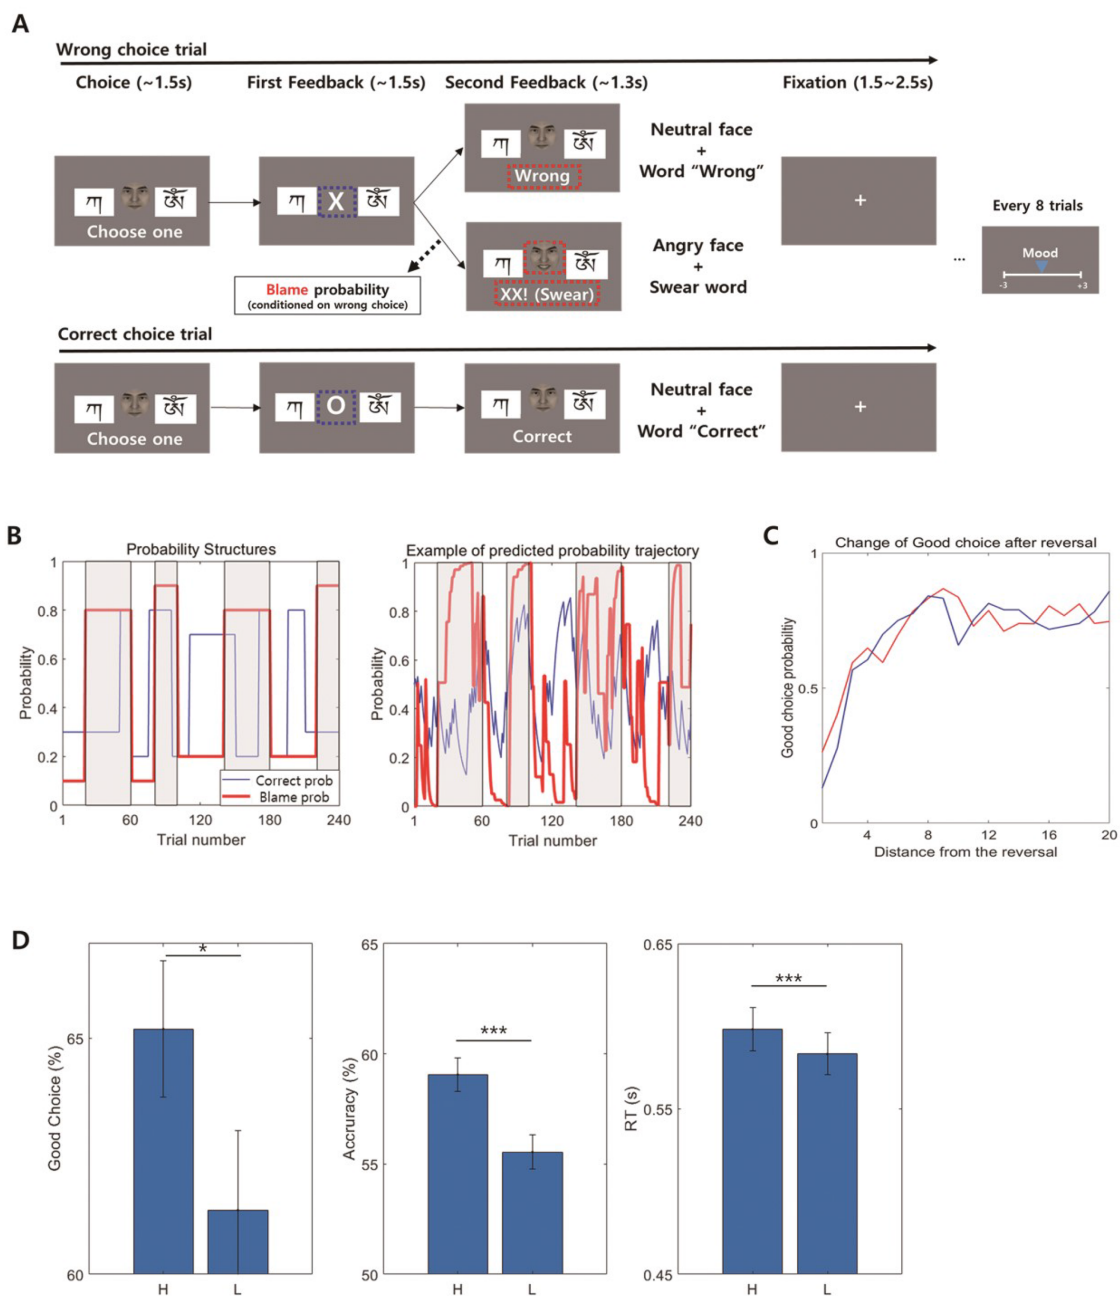 A
Wrong choice trial
Choice (~1.5s)
First Feedback (~1.5s)
Second Feedback (~1.3s)
Fixation (1.5~2.5s)
ཀ ༀ
Choose one
ཀ X ༀ
ཀ ༀ
Wrong
Neutral face
+
Word “Wrong”
+
Blame probability
(conditioned on wrong choice)
ཀ ༀ
XX! (Swear)
Angry face
+
Swear word
...
Every 8 trials
Mood
-3 +3
Correct choice trial
ཀ ༀ
Choose one
ཀ O ༀ
ཀ ༀ
Correct
Neutral face
+
Word “Correct”
+
B
Probability Structures
Probability
1
0.8
0.6
0.4
0.2
0
Correct prob
Blame prob
1 60 120 180 240
Trial number
Example of predicted probability trajectory
Probability
1
0.8
0.6
0.4
0.2
0
1 60 120 180 240
Trial number
C
Change of Good choice after reversal
Good choice probabiltiy
1
0.5
0
4 8 12 16 20
Distance from the reversal
D
Good Choice (%)
65
60
*
H L
Accruracy (%)
65
60
55
50
***
H L
RT (s)
0.65
0.55
0.45
***
H L